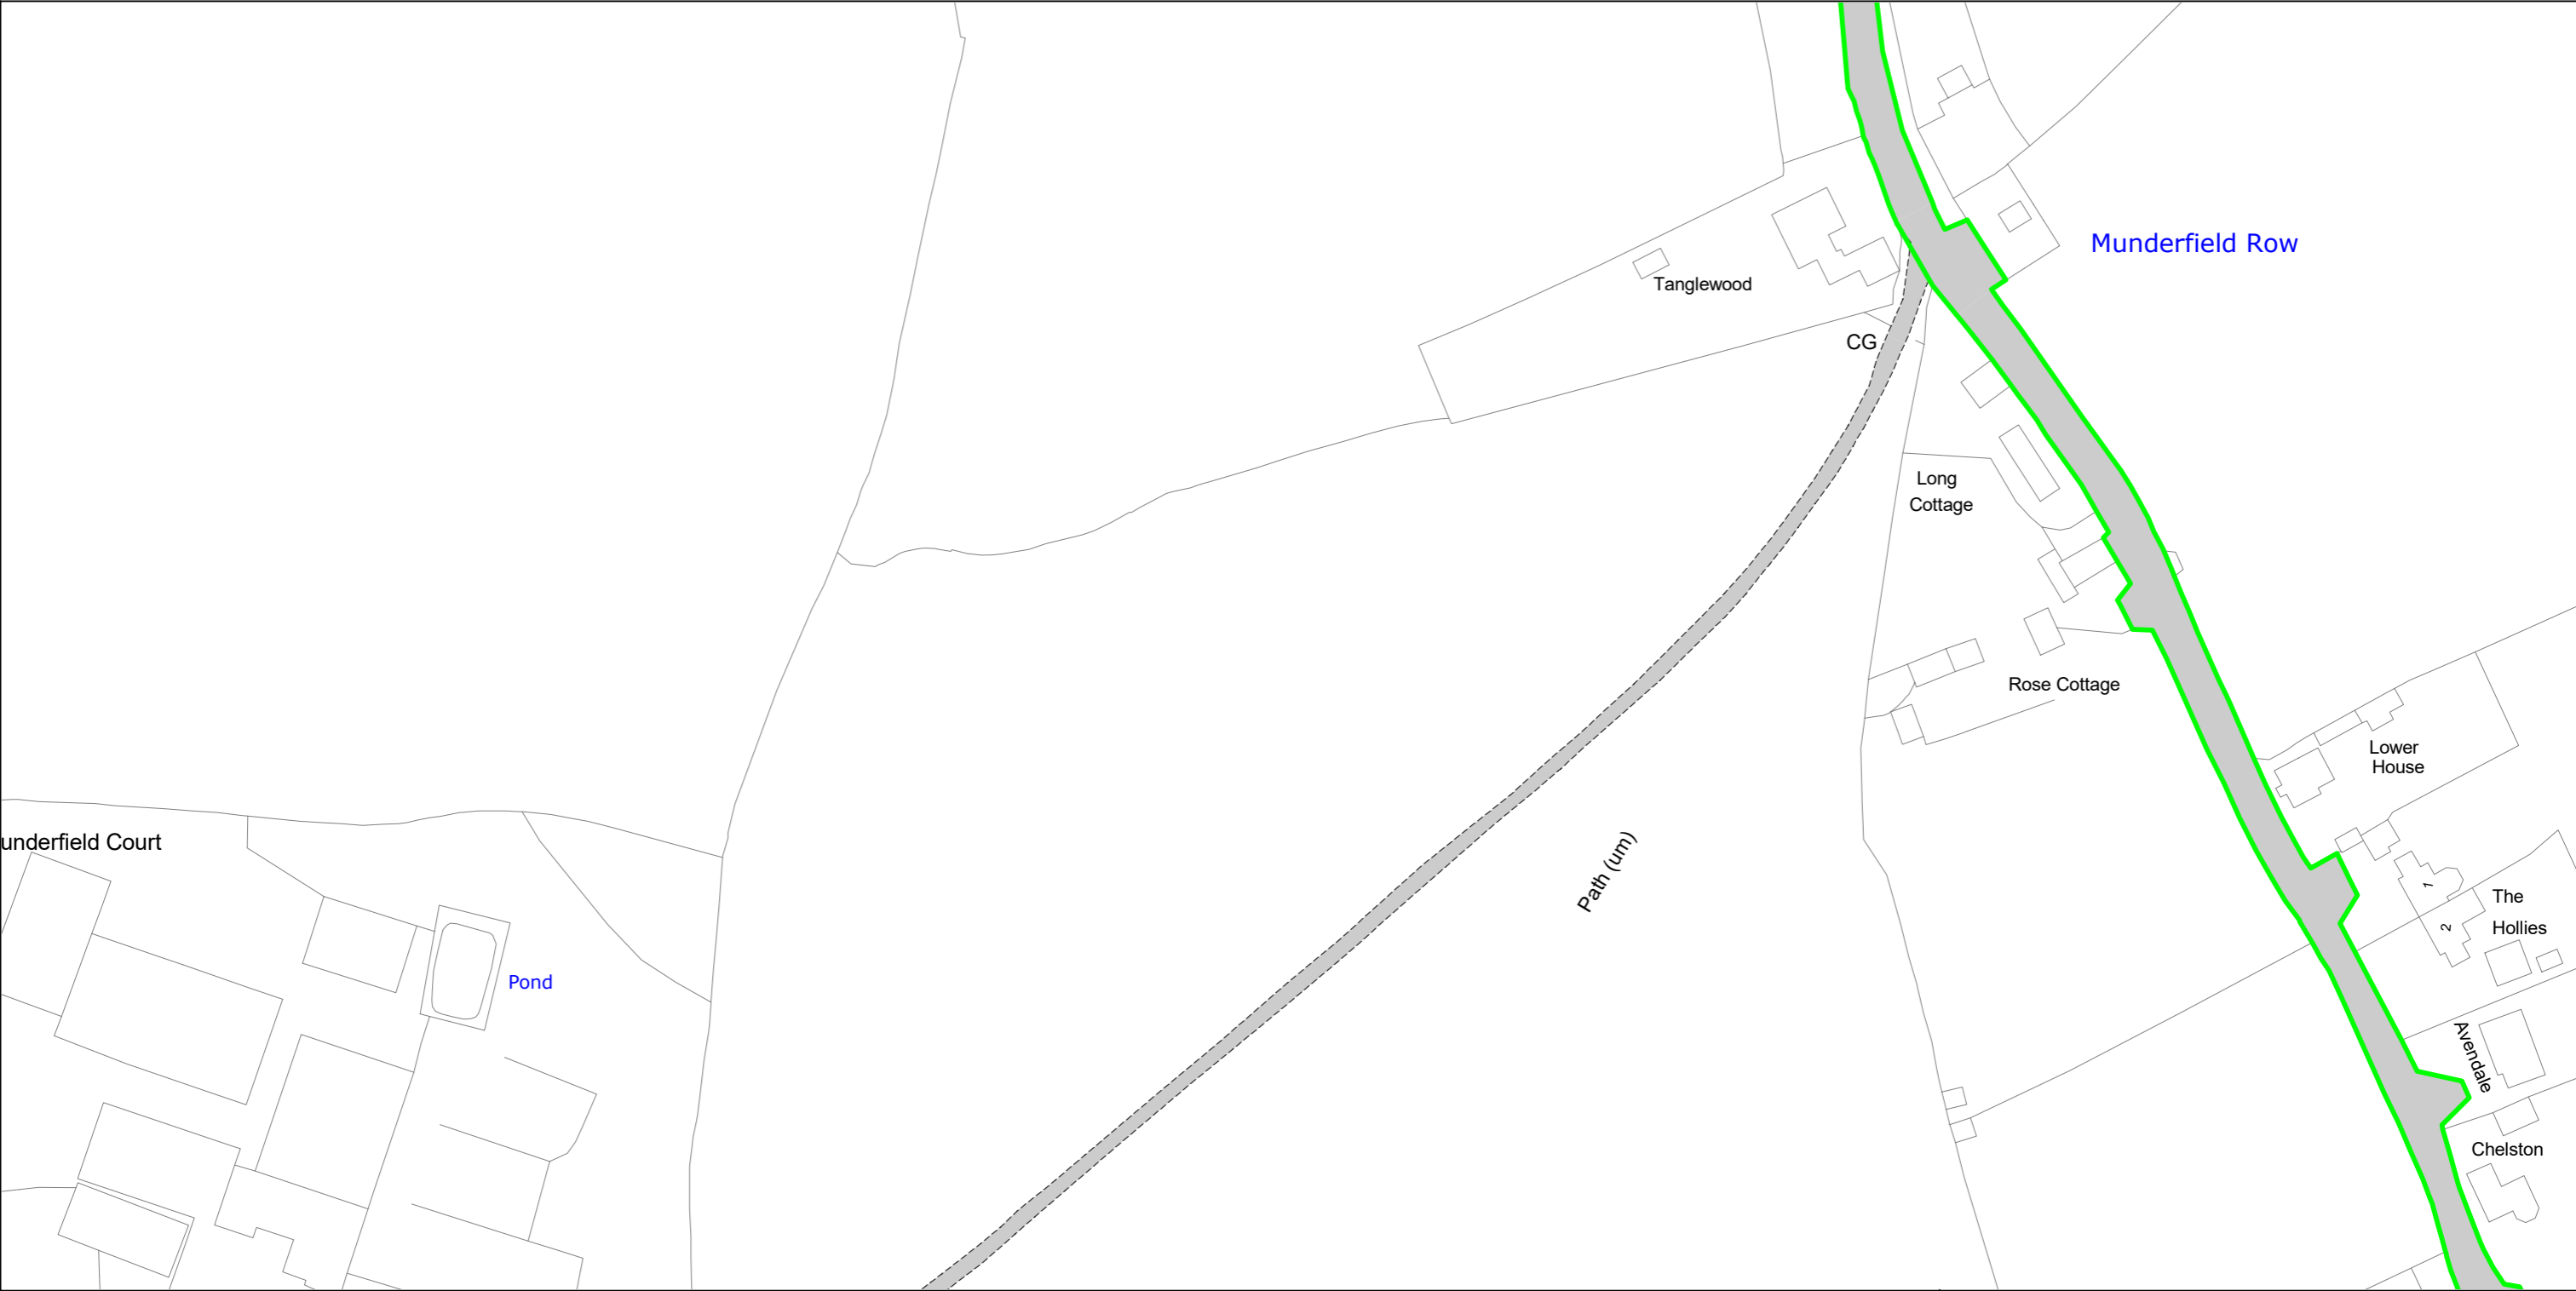 Munderfield Row
Tanglewood
CG
Long
Cottage
Rose Cottage
Lower
House
underfield Court
Path (um)
1
The
2
Hollies
Pond
Avendale
Chelston